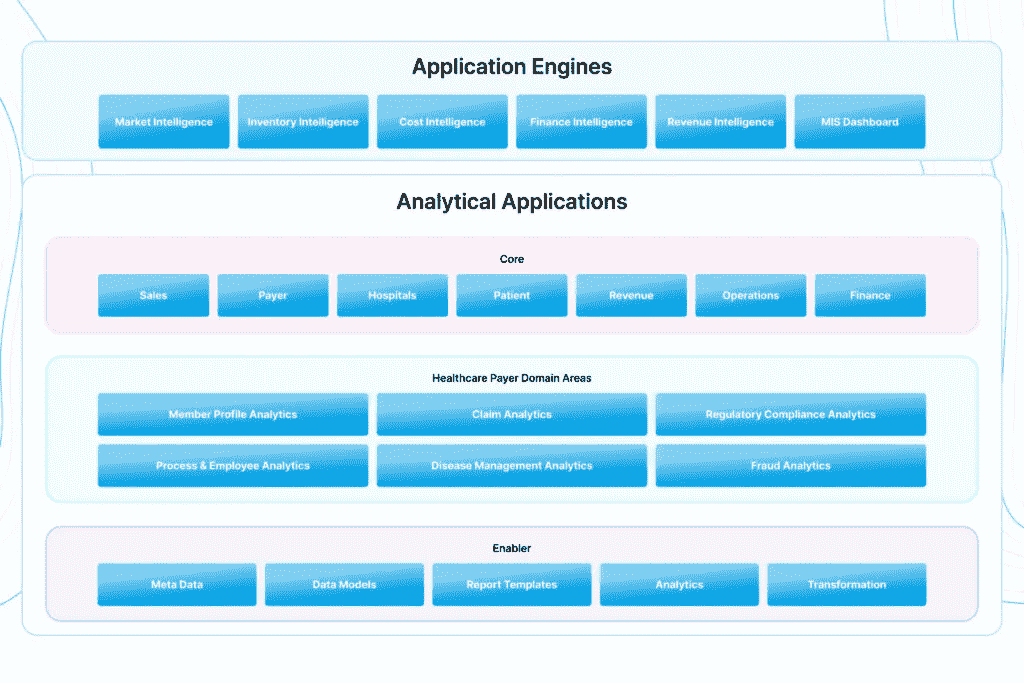 Application Engines
Market Intelligence
Inventory Intelligence
Cost Intelligence
Finance Intelligence
Revenue Intelligence
MIS Dashboard
Analytical Applications
Core
Sales
Payer
Hospitals
Patient
Revenue
Operations
Finance
Healthcare Payer Domain Areas
Member Profile Analytics
Claim Analytics
Regulatory Compliance Analytics
Process & Employee Analytics
Disease Management Analytics
Fraud Analytics
Enabler
Meta Data
Data Models
Report Templates
Analytics
Transformation